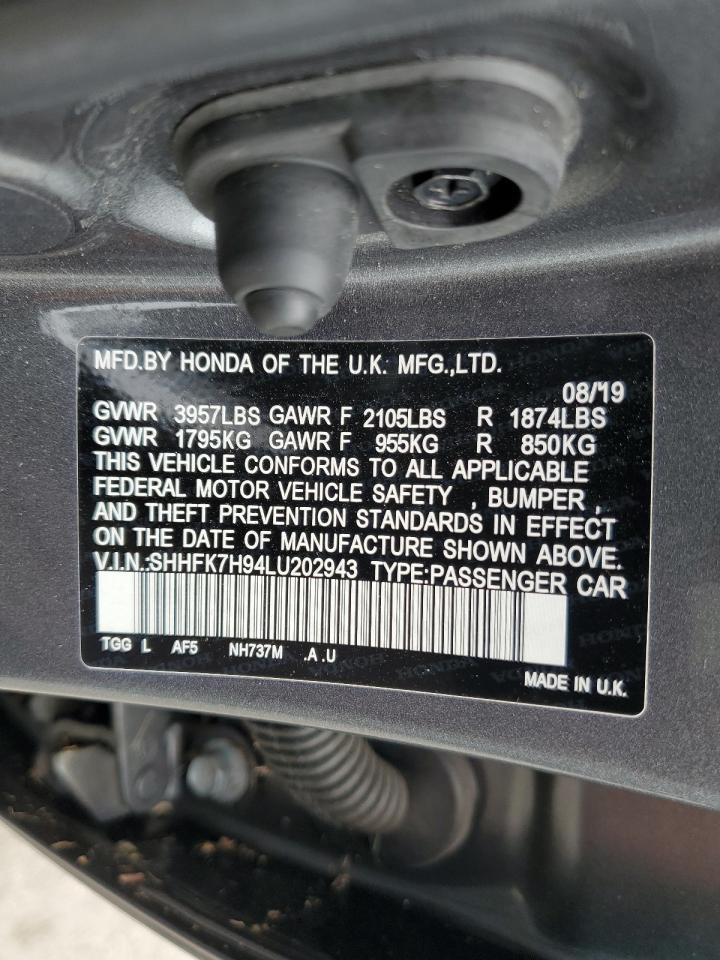 MFD.BY HONDA OF THE U.K. MFG.,LTD.
08/19
GVWR 3957LBS GAWR F 2105LBS R 1874LBS
GVWR 1795KG GAWR F 955KG R 850KG
THIS VEHICLE CONFORMS TO ALL APPLICABLE
FEDERAL MOTOR VEHICLE SAFETY , BUMPER ,
AND THEFT PREVENTION STANDARDS IN EFFECT
ON THE DATE OF MANUFACTURE SHOWN ABOVE.
V.I.N.:SHHFK7H94LU202943 TYPE:PASSENGER CAR
TGG L AF5 NH737M .A .U
MADE IN U.K.